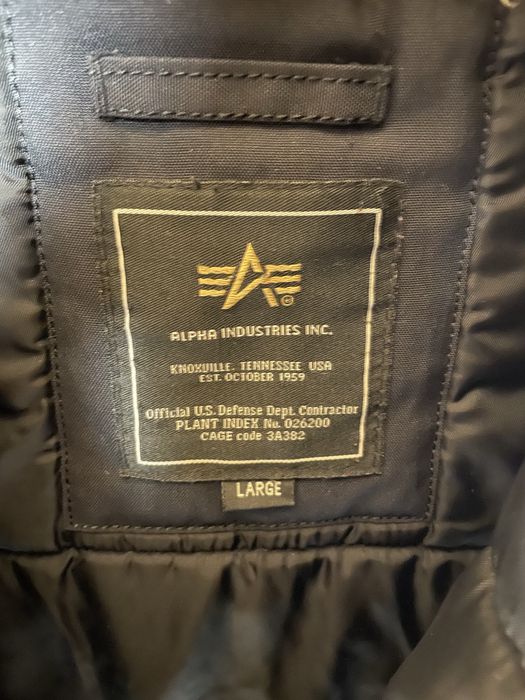 ©
ALPHA INDUSTRIES INC.
KNOXVILLE, TENNESSEE USA
EST. OCTOBER 1959
Official U.S. Defense Dept. Contractor
PLANT INDEX No. 026200
CAGE code 3A382
LARGE